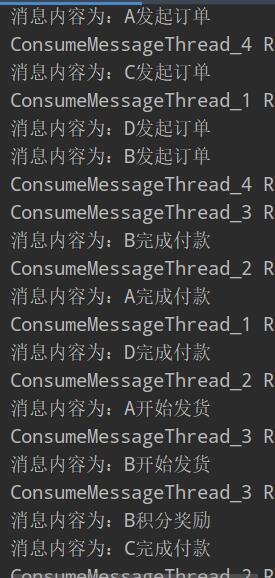 消息内容为：A发起订单
ConsumeMessageThread_4 R
消息内容为：C发起订单
ConsumeMessageThread_1 R
消息内容为：D发起订单
消息内容为：B发起订单
ConsumeMessageThread_4 R
ConsumeMessageThread_3 R
消息内容为：B完成付款
ConsumeMessageThread_2 R
消息内容为：A完成付款
ConsumeMessageThread_1 R
消息内容为：D完成付款
ConsumeMessageThread_2 R
消息内容为：A开始发货
ConsumeMessageThread_3 R
消息内容为：B开始发货
ConsumeMessageThread_3 R
消息内容为：B积分奖励
消息内容为：C完成付款
ConsumeMessageThread_2 R